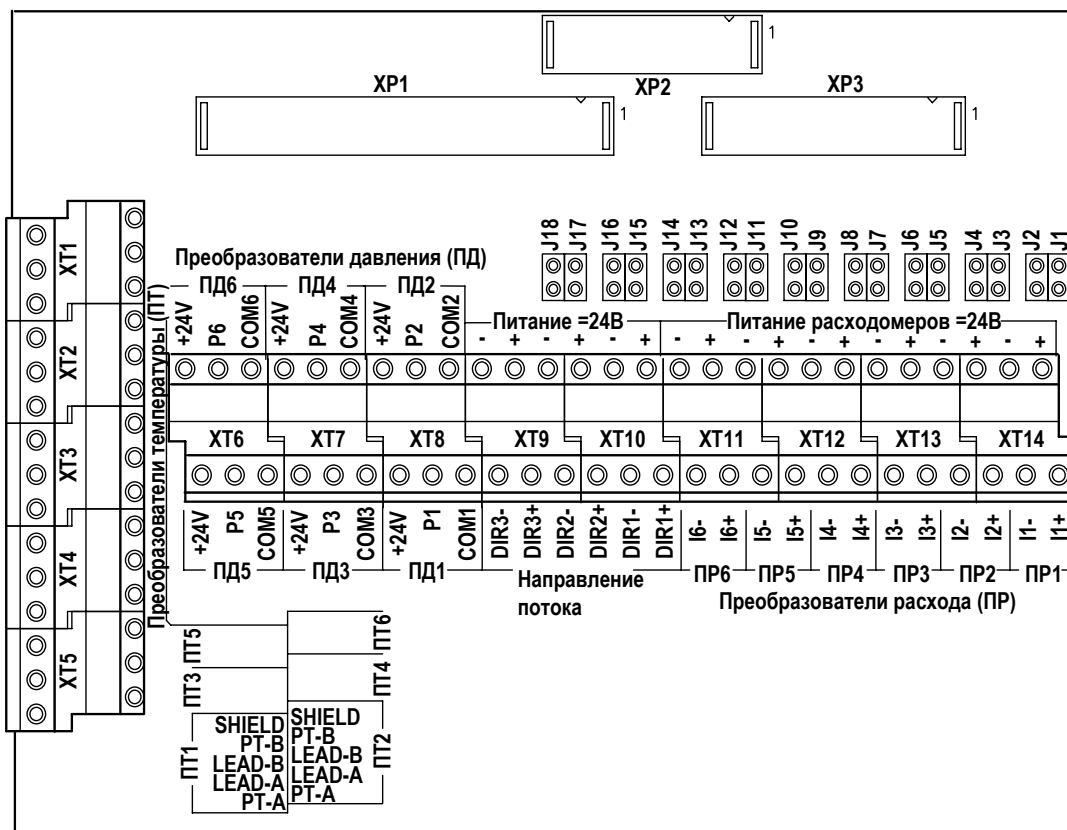 1
XP1
XP2
XP3
1
1
J18
J17
J16
J15
J14
J13
J12
J11
J10
J9
J8
J7
J6
J5
J4
J3
J2
J1
Преобразователи давления (ПД)
ПД6
ПД4
ПД2
+24V
P6
COM6
+24V
P4
COM4
+24V
P2
COM2
Питание =24В
Питание расходомеров =24В
- + - + - + - + - + - + - + - + - +
XT1
XT2
XT3
XT4
XT5
Преобразователи температуры (ПТ)
XT6
XT7
XT8
XT9
XT10
XT11
XT12
XT13
XT14
+24V
P5
COM5
+24V
P3
COM3
+24V
P1
COM1
DIR3-
DIR3+
DIR2-
DIR2+
DIR1-
DIR1+
I6-
I6+
I5-
I5+
I4-
I4+
I3-
I3+
I2-
I2+
I1-
I1+
ПД5
ПД3
ПД1
Направление
потока
ПР6
ПР5
ПР4
ПР3
ПР2
ПР1
Преобразователи расхода (ПР)
ПТ5
ПТ6
ПТ3
ПТ4
ПТ1
SHIELD
PT-B
LEAD-B
LEAD-A
PT-A
SHIELD
PT-B
LEAD-B
LEAD-A
PT-A
ПТ2